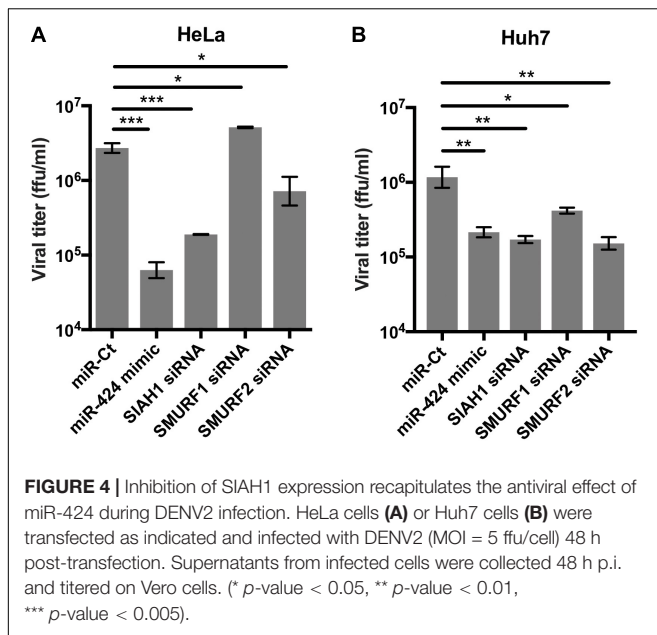 A
HeLa
*
*
***
***
10⁷
10⁶
10⁵
10⁴
Viral titer (ffu/ml)
miR-Ct
miR-424 mimic
SIAH1 siRNA
SMURF1 siRNA
SMURF2 siRNA
B
Huh7
**
*
**
**
10⁷
10⁶
10⁵
10⁴
Viral titer (ffu/ml)
miR-Ct
miR-424 mimic
SIAH1 siRNA
SMURF1 siRNA
SMURF2 siRNA
FIGURE 4 | Inhibition of SIAH1 expression recapitulates the antiviral effect of
miR-424 during DENV2 infection. HeLa cells (A) or Huh7 cells (B) were
transfected as indicated and infected with DENV2 (MOI = 5 ffu/cell) 48 h
post-transfection. Supernatants from infected cells were collected 48 h p.i.
and titered on Vero cells. (* p-value < 0.05, ** p-value < 0.01,
*** p-value < 0.005).